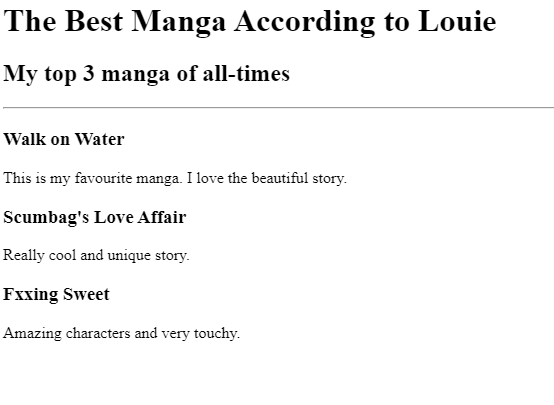 The Best Manga According to Louie
My top 3 manga of all-times
Walk on Water
This is my favourite manga. I love the beautiful story.
Scumbag's Love Affair
Really cool and unique story.
Fxxing Sweet
Amazing characters and very touchy.